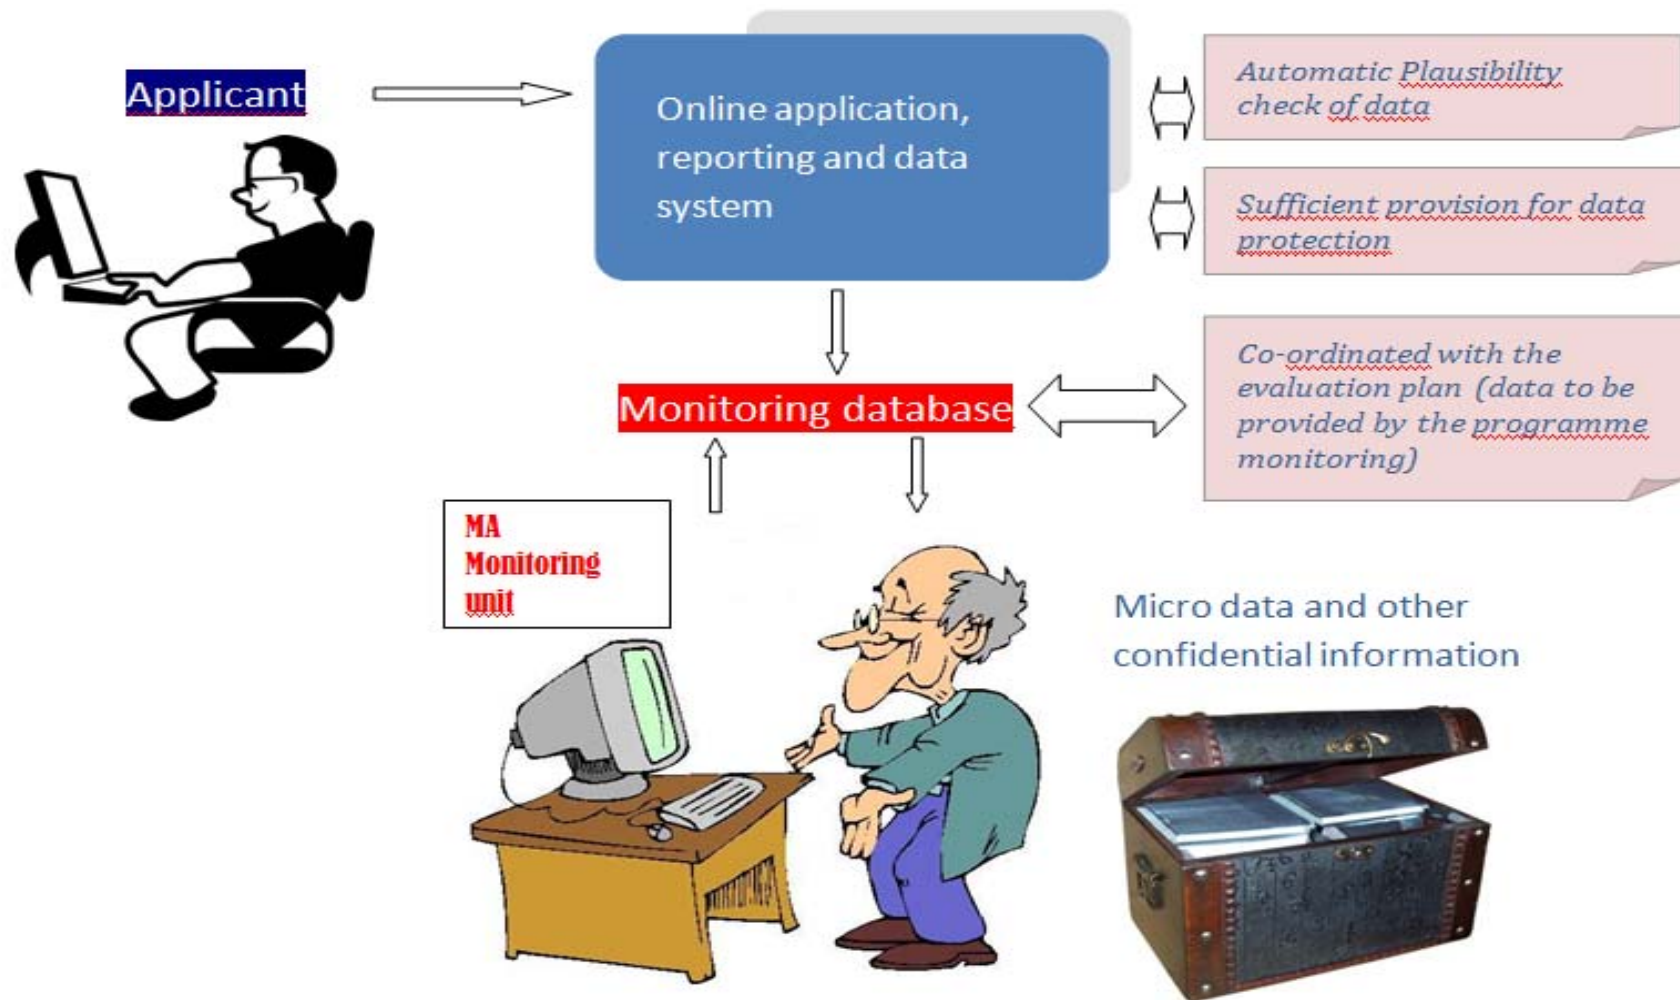 Applicant
Online application,
reporting and data
system
Automatic Plausibility
check of data
Sufficient provision for data
protection
Monitoring database
Co-ordinated with the
evaluation plan (data to be
provided by the programme
monitoring)
MA
Monitoring
unit
Micro data and other
confidential information